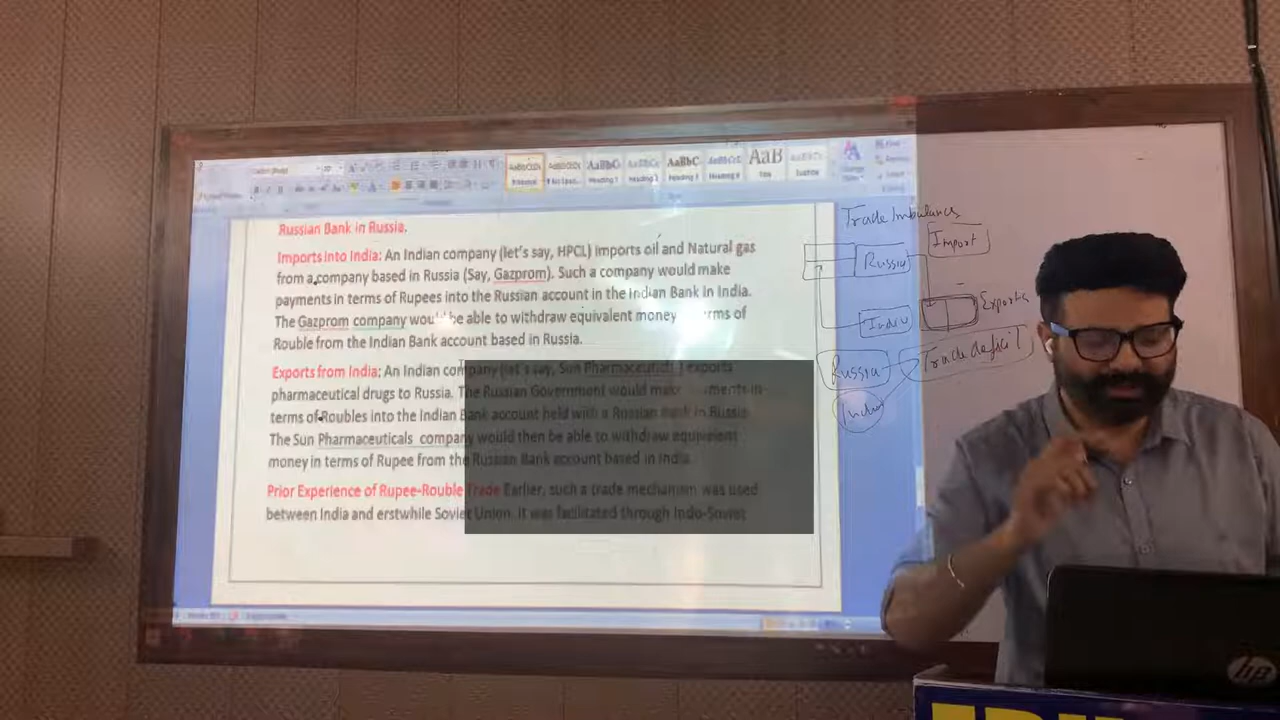 Russian Bank in Russia.
Imports into India: An Indian company (let's say, HPCL) imports oil and Natural gas
from a company based in Russia (Say, Gazprom). Such a company would make
payments in terms of Rupees into the Russian account in the Indian Bank in India.
The Gazprom company would be able to withdraw equivalent money terms of
Rouble from the Indian Bank account based in Russia.
Exports from India: An Indian company (let's say, Sun Pharmaceuticals) exports
pharmaceutical drugs to Russia. The Russian Government would make payments in
terms of Roubles into the Indian Bank account held with a Russian Bank in Russia
The Sun Pharmaceuticals company would then be able to withdraw equivalent
money in terms of Rupee from the Russian Bank account based in India.
Prior Experience of Rupee-Rouble Trade Earlier, such a trade mechanism was used
between India and erstwhile Soviet Union. It was facilitated through Indo-Soviet
Trade Imbalance
Import
Russia
Exports
India
Trade deficit
Russia
India
AaBbCc
AaB
Heading 1
hp